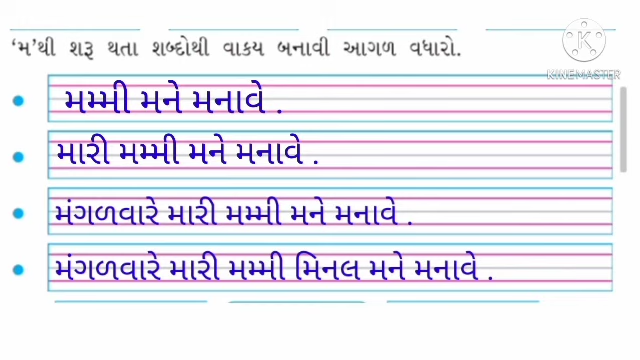 ‘મ’થી શરૂ થતા શબ્દોથી વાકય બનાવી આગળ વધારો.
KINEMASTER
મમ્મી મને મનાવે .
મારી મમ્મી મને મનાવે .
મંગળવારે મારી મમ્મી મને મનાવે .
મંગળવારે મારી મમ્મી મિનલ મને મનાવે .